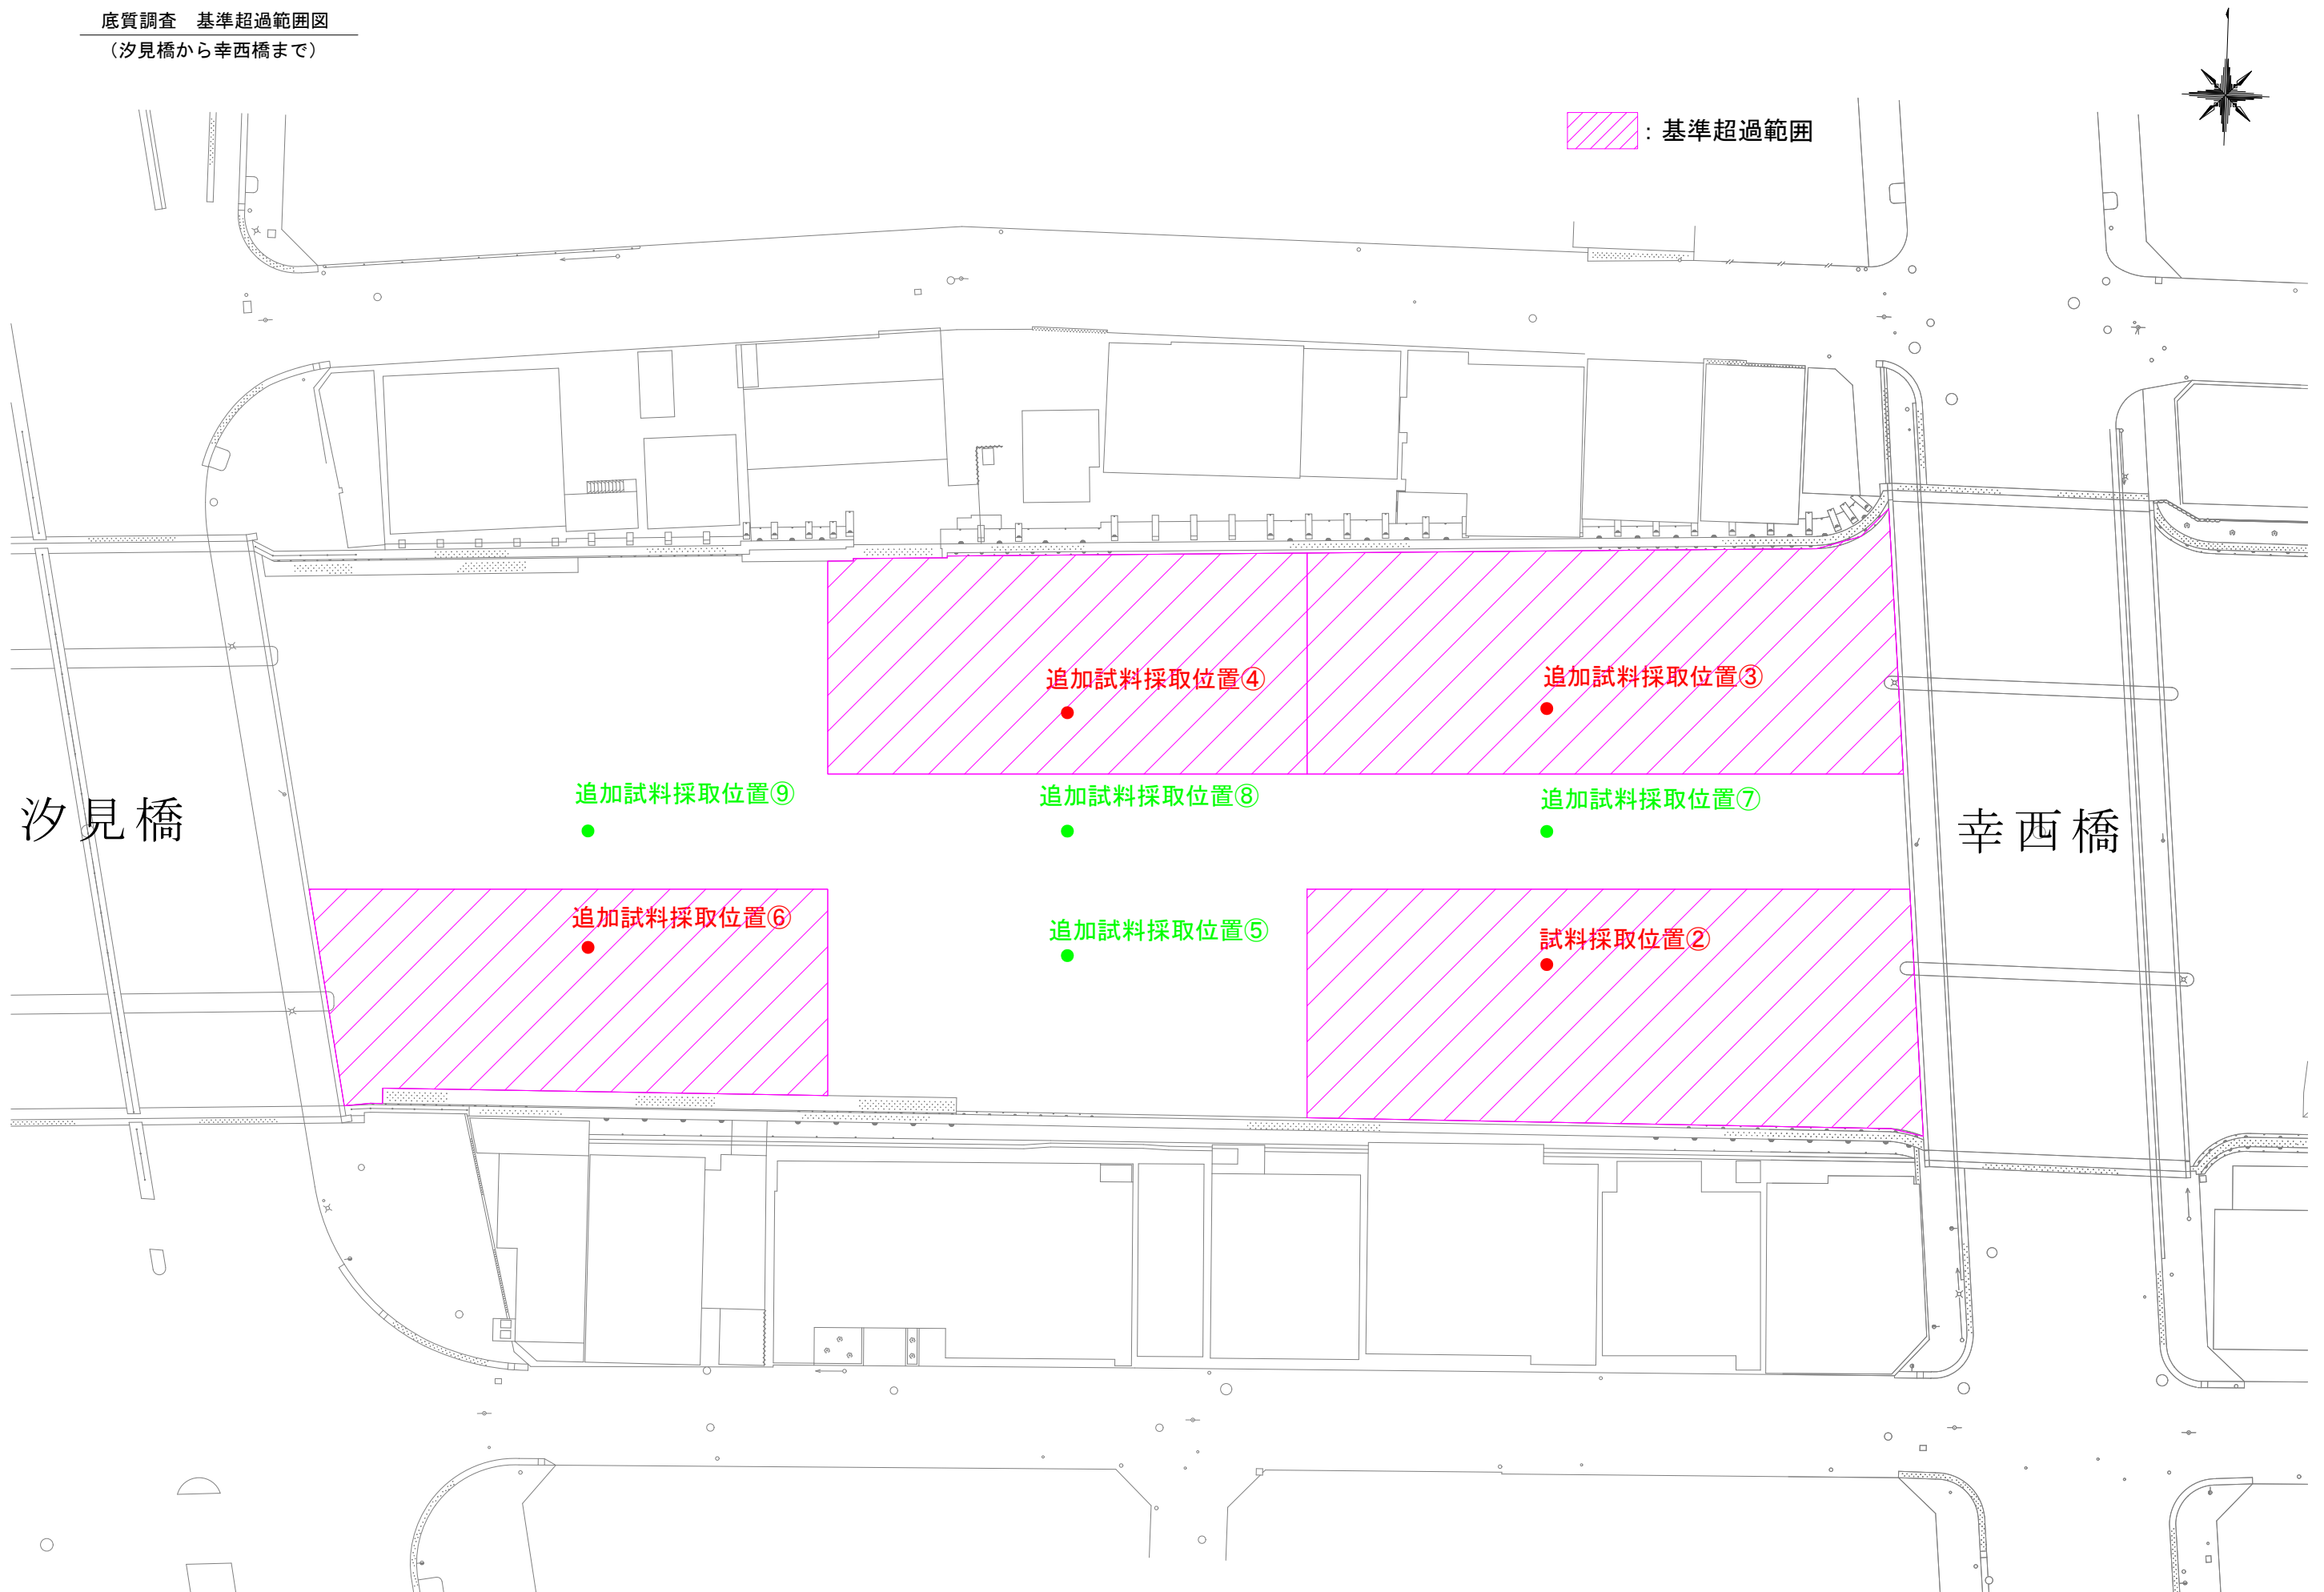 底質調査　基準超過範囲図
（汐見橋から幸西橋まで）
：基準超過範囲
追加試料採取位置④
追加試料採取位置③
追加試料採取位置⑨
追加試料採取位置⑧
追加試料採取位置⑦
汐見橋
幸西橋
追加試料採取位置⑥
追加試料採取位置⑤
試料採取位置②